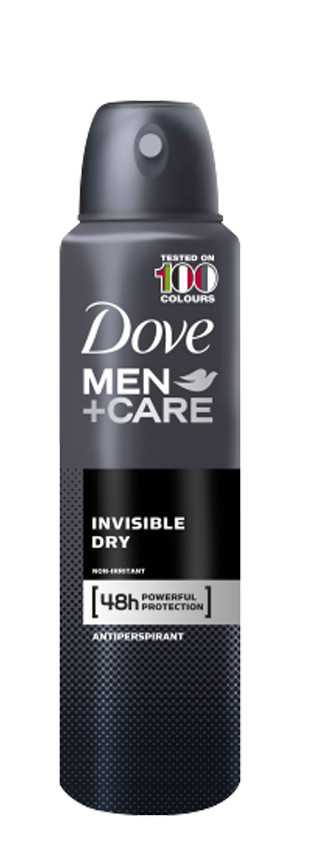 TESTED ON
100
COLOURS
Dove
MEN
+CARE
INVISIBLE
DRY
NON-IRRITANT
[48h POWERFUL PROTECTION]
ANTIPERSPIRANT